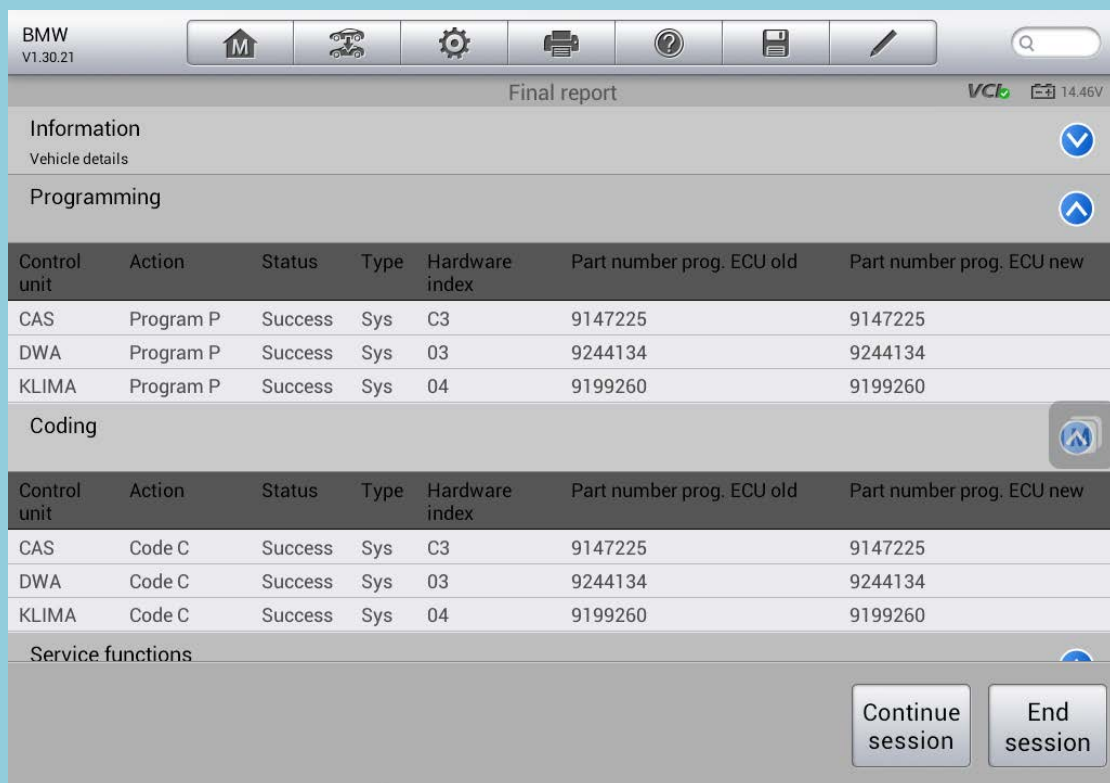 BMW
V1.30.21
M
Final report
VCI
14.46V
Information
Vehicle details
Programming
Control unit Action Status Type Hardware index Part number prog. ECU old Part number prog. ECU new
CAS Program P Success Sys C3 9147225 9147225
DWA Program P Success Sys 03 9244134 9244134
KLIMA Program P Success Sys 04 9199260 9199260
Coding
Control unit Action Status Type Hardware index Part number prog. ECU old Part number prog. ECU new
CAS Code C Success Sys C3 9147225 9147225
DWA Code C Success Sys 03 9244134 9244134
KLIMA Code C Success Sys 04 9199260 9199260
Service functions
Continue session
End session